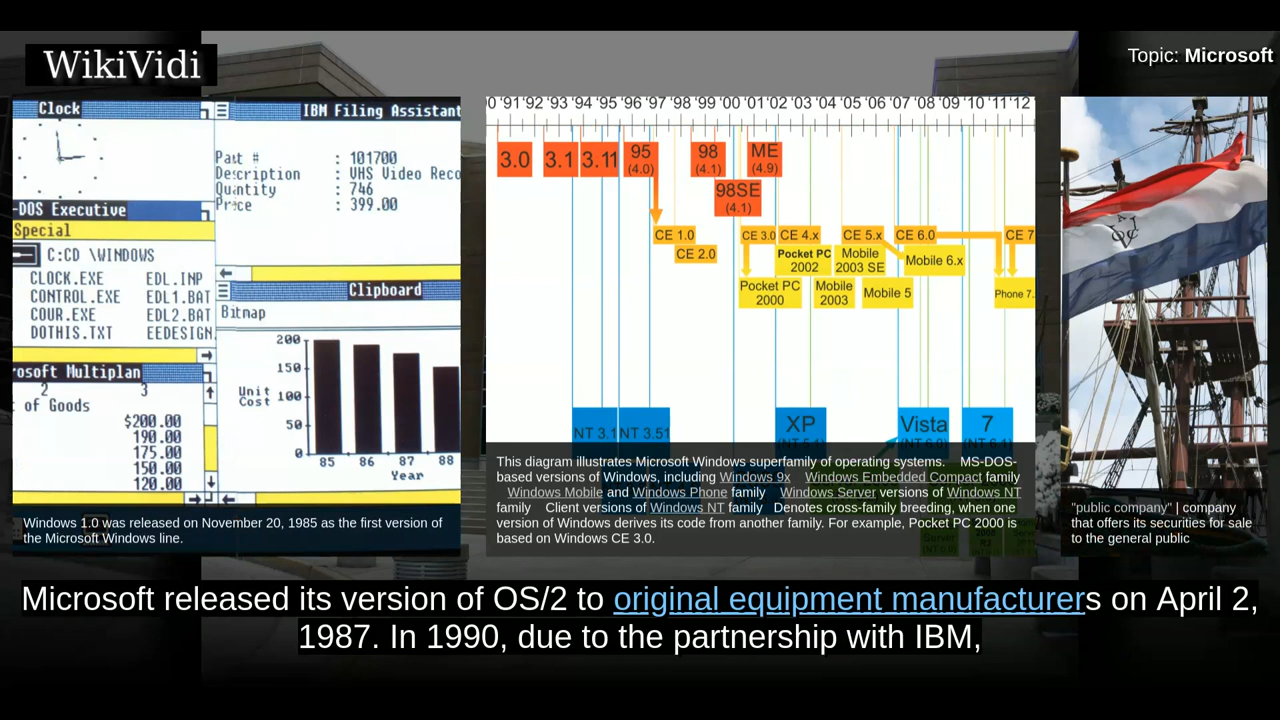 WikiVidi
Topic: Microsoft
Clock
IBM Filing Assistant
Part # : 101700
Description : VHS Video Reco
Quantity : 746
Price : 399.00
-DOS Executive
Special
C:CD \WINDOWS
CLOCK.EXE EDL.INP
CONTROL.EXE EDL1.BAT
COUR.EXE EDL2.BAT
DOTHIS.TXT EEDESIGN.
Clipboard
Bitmap
rosoft Multiplan
2 3
t of Goods
$200.00
190.00
175.00
150.00
120.00
200
150
Unit
Cost
100
50
0
85 86 87 88
Year
Windows 1.0 was released on November 20, 1985 as the first version of
the Microsoft Windows line.
0 '91 '92 '93 '94 '95 '96 '97 '98 '99 '00 '01 '02 '03 '04 '05 '06 '07 '08 '09 '10 '11 '12
3.0 3.1 3.11 95 98 ME
(4.0) (4.1) (4.9)
98SE
(4.1)
CE 1.0 CE 3.0 CE 4.x CE 5.x CE 6.0 CE 7
CE 2.0 Pocket PC 2002 Mobile 2003 SE Mobile 6.x
Pocket PC 2000 Mobile 2003 Mobile 5 Phone 7.
NT 3.1 NT 3.51 XP Vista 7
(NT 5.1) (NT 6.0) (NT 6.1)
This diagram illustrates Microsoft Windows superfamily of operating systems. MS-DOS-
based versions of Windows, including Windows 9x Windows Embedded Compact family
Windows Mobile and Windows Phone family Windows Server versions of Windows NT
family Client versions of Windows NT family Denotes cross-family breeding, when one
version of Windows derives its code from another family. For example, Pocket PC 2000 is
based on Windows CE 3.0.
"public company" | company
that offers its securities for sale
to the general public
Microsoft released its version of OS/2 to original equipment manufacturers on April 2,
1987. In 1990, due to the partnership with IBM,